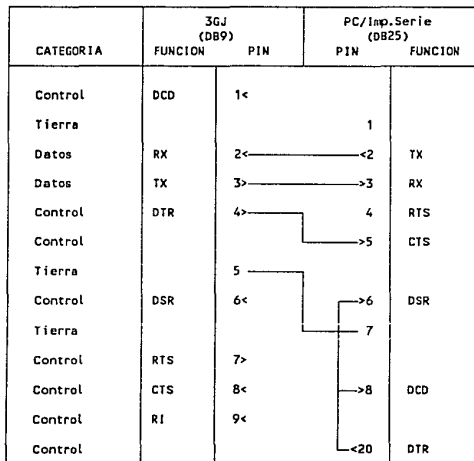 3GJ PC/Imp.Serie
(DB9) (DB25)
CATEGORIA FUNCION PIN PIN FUNCION
Control DCD 1<
Tierra 1
Datos RX 2< <2 TX
Datos TX 3> >3 RX
Control DTR 4> 4 RTS
Control >5 CTS
Tierra 5
Control DSR 6< >6 DSR
Tierra 7
Control RTS 7>
Control CTS 8< >8 DCD
Control RI 9<
Control <20 DTR